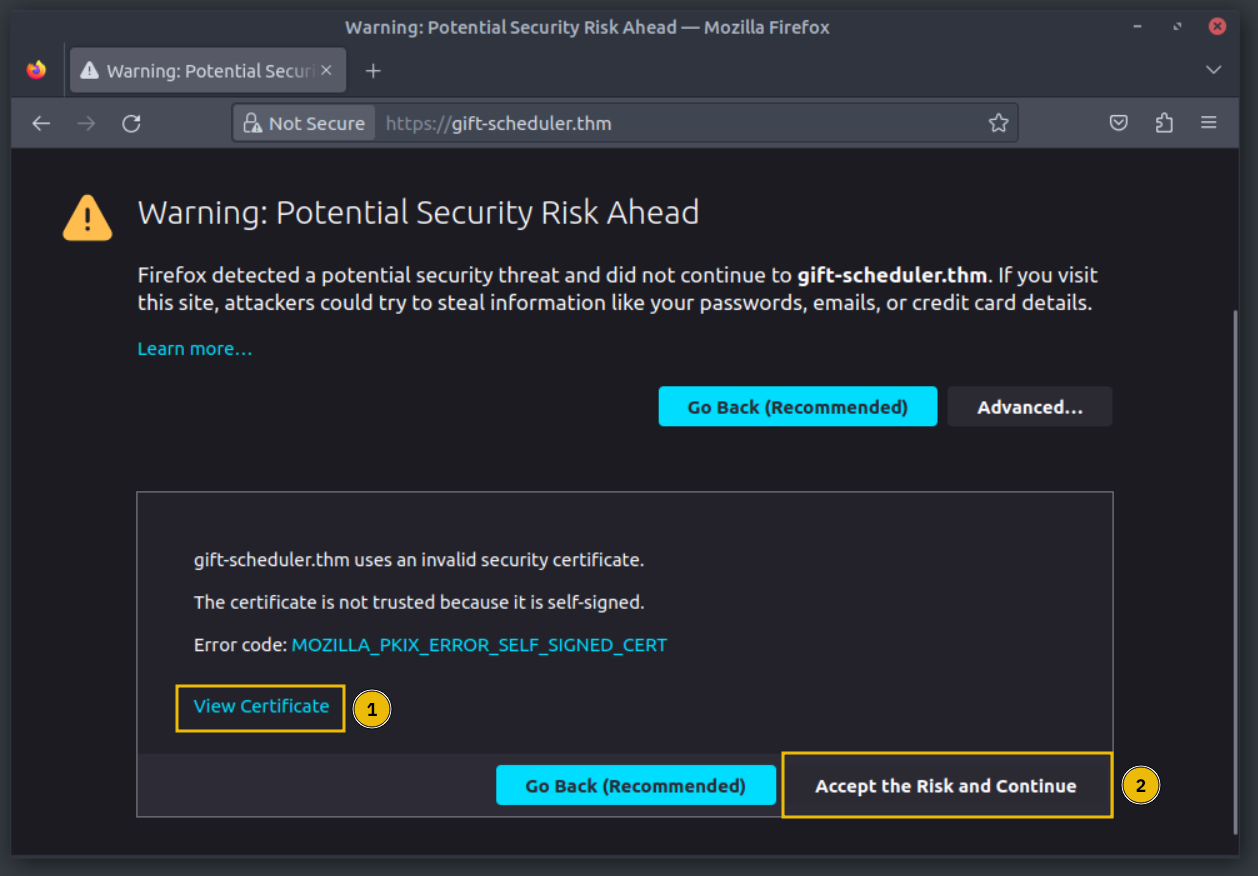 Warning: Potential Security Risk Ahead — Mozilla Firefox
Warning: Potential Securi
Not Secure https://gift-scheduler.thm
Warning: Potential Security Risk Ahead
Firefox detected a potential security threat and did not continue to gift-scheduler.thm. If you visit
this site, attackers could try to steal information like your passwords, emails, or credit card details.
Learn more…
Go Back (Recommended) Advanced…
gift-scheduler.thm uses an invalid security certificate.
The certificate is not trusted because it is self-signed.
Error code: MOZILLA_PKIX_ERROR_SELF_SIGNED_CERT
View Certificate 1
Go Back (Recommended) Accept the Risk and Continue 2